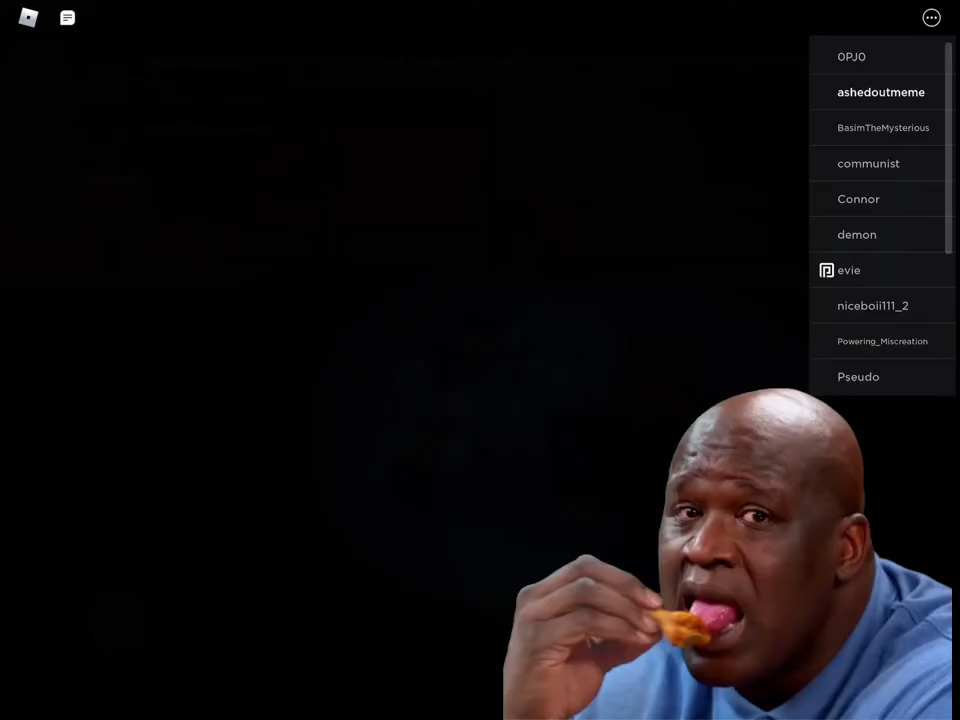 0PJ0
ashedoutmeme
BasimTheMysterious
communist
Connor
demon
evie
niceboii111_2
Powering_Miscreation
Pseudo